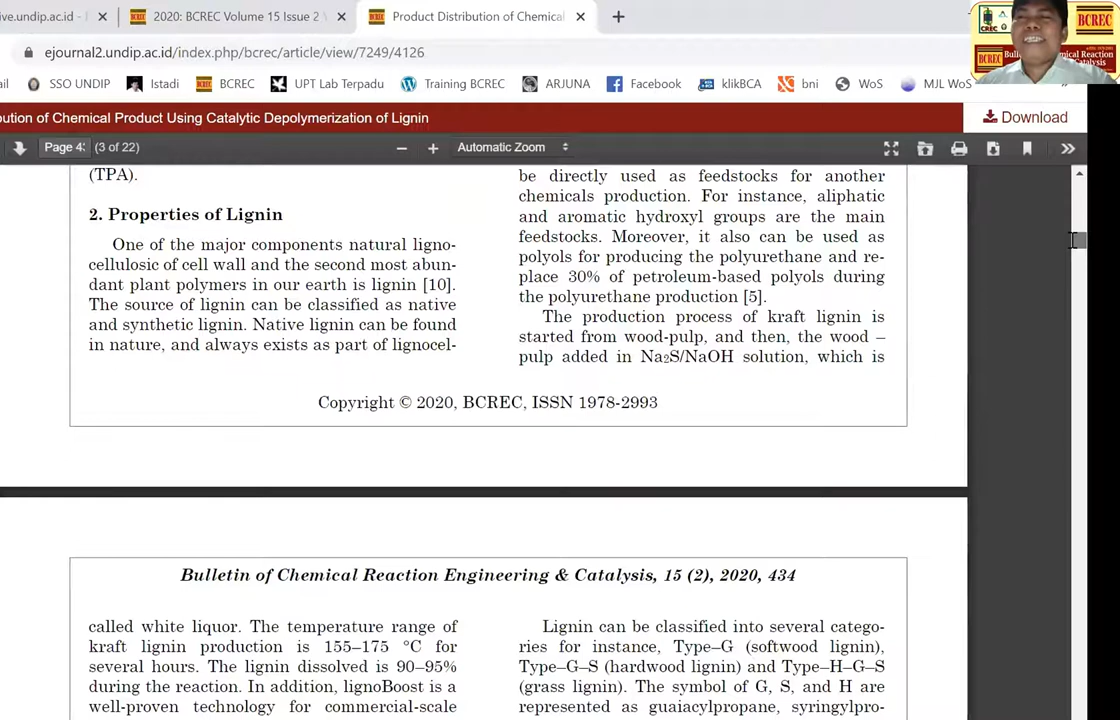 ive.undip.ac.id -
2020: BCREC Volume 15 Issue 2
Product Distribution of Chemical
ejournal2.undip.ac.id/index.php/bcrec/article/view/7249/4126
BCREC
BCREC
SSO UNDIP
Istadi
BCREC
UPT Lab Terpadu
Training BCREC
ARJUNA
Facebook
klikBCA
bni
WoS
MJL WoS
ution of Chemical Product Using Catalytic Depolymerization of Lignin
Download
Page 4
(3 of 22)
Automatic Zoom
(TPA).
2. Properties of Lignin
One of the major components natural ligno-
cellulosic of cell wall and the second most abun-
dant plant polymers in our earth is lignin [10].
The source of lignin can be classified as native
and synthetic lignin. Native lignin can be found
in nature, and always exists as part of lignocel-
be directly used as feedstocks for another
chemicals production. For instance, aliphatic
and aromatic hydroxyl groups are the main
feedstocks. Moreover, it also can be used as
polyols for producing the polyurethane and re-
place 30% of petroleum-based polyols during
the polyurethane production [5].
The production process of kraft lignin is
started from wood-pulp, and then, the wood –
pulp added in Na₂S/NaOH solution, which is
Copyright © 2020, BCREC, ISSN 1978-2993
Bulletin of Chemical Reaction Engineering & Catalysis, 15 (2), 2020, 434
called white liquor. The temperature range of
kraft lignin production is 155–175 °C for
several hours. The lignin dissolved is 90–95%
during the reaction. In addition, lignoBoost is a
well-proven technology for commercial-scale
Lignin can be classified into several catego-
ries for instance, Type–G (softwood lignin),
Type–G–S (hardwood lignin) and Type–H–G–S
(grass lignin). The symbol of G, S, and H are
represented as guaiacylpropane, syringylpro-